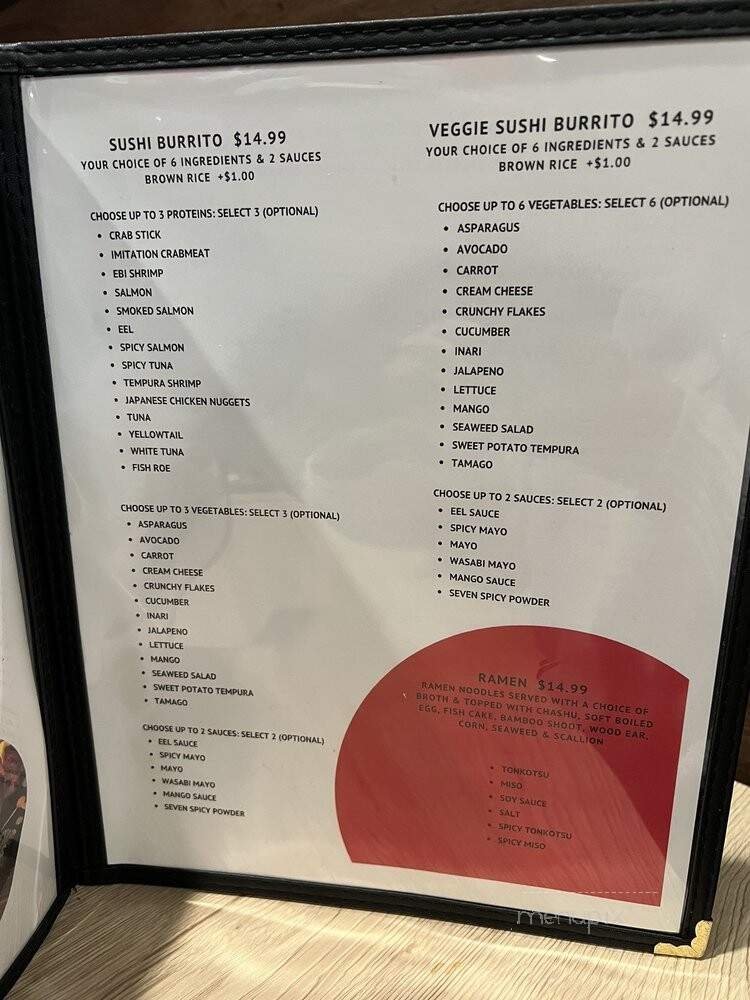 SUSHI BURRITO $14.99
YOUR CHOICE OF 6 INGREDIENTS & 2 SAUCES
BROWN RICE +$1.00
CHOOSE UP TO 3 PROTEINS: SELECT 3 (OPTIONAL)
• CRAB STICK
• IMITATION CRABMEAT
• EBI SHRIMP
• SALMON
• SMOKED SALMON
• EEL
• SPICY SALMON
• SPICY TUNA
• TEMPURA SHRIMP
• JAPANESE CHICKEN NUGGETS
• TUNA
• YELLOWTAIL
• WHITE TUNA
• FISH ROE
CHOOSE UP TO 3 VEGETABLES: SELECT 3 (OPTIONAL)
• ASPARAGUS
• AVOCADO
• CARROT
• CREAM CHEESE
• CRUNCHY FLAKES
• CUCUMBER
• INARI
• JALAPENO
• LETTUCE
• MANGO
• SEAWEED SALAD
• SWEET POTATO TEMPURA
• TAMAGO
CHOOSE UP TO 2 SAUCES: SELECT 2 (OPTIONAL)
• EEL SAUCE
• SPICY MAYO
• MAYO
• WASABI MAYO
• MANGO SAUCE
• SEVEN SPICY POWDER
VEGGIE SUSHI BURRITO $14.99
YOUR CHOICE OF 6 INGREDIENTS & 2 SAUCES
BROWN RICE +$1.00
CHOOSE UP TO 6 VEGETABLES: SELECT 6 (OPTIONAL)
• ASPARAGUS
• AVOCADO
• CARROT
• CREAM CHEESE
• CRUNCHY FLAKES
• CUCUMBER
• INARI
• JALAPENO
• LETTUCE
• MANGO
• SEAWEED SALAD
• SWEET POTATO TEMPURA
• TAMAGO
CHOOSE UP TO 2 SAUCES: SELECT 2 (OPTIONAL)
• EEL SAUCE
• SPICY MAYO
• MAYO
• WASABI MAYO
• MANGO SAUCE
• SEVEN SPICY POWDER
RAMEN $14.99
RAMEN NOODLES SERVED WITH A CHOICE OF
BROTH & TOPPED WITH CHASHU, SOFT BOILED
EGG, FISH CAKE, BAMBOO SHOOT, WOOD EAR,
CORN, SEAWEED & SCALLION
• TONKOTSU
• MISO
• SOY SAUCE
• SALT
• SPICY TONKOTSU
• SPICY MISO